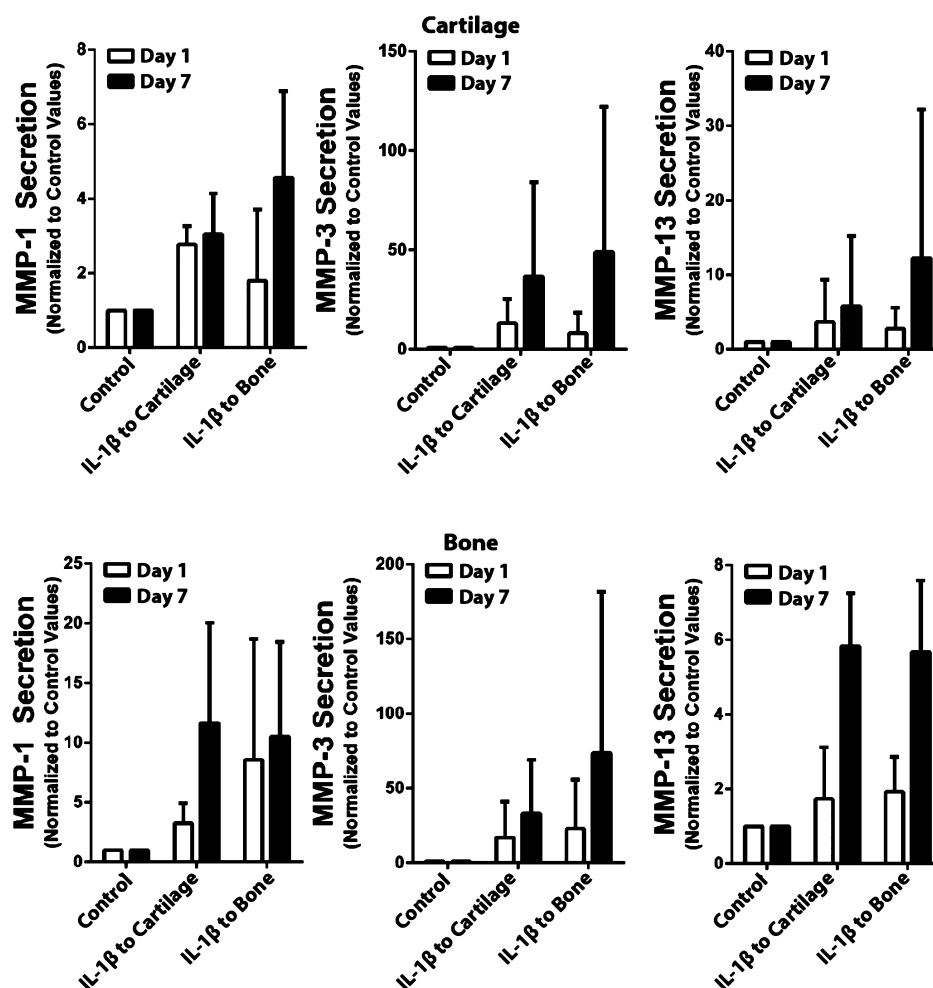 Cartilage
MMP-1 Secretion
(Normalized to Control Values)
8
6
4
2
0
Day 1
Day 7
Control
IL-1β to Cartilage
IL-1β to Bone
MMP-3 Secretion
(Normalized to Control Values)
150
100
50
0
Day 1
Day 7
Control
IL-1β to Cartilage
IL-1β to Bone
MMP-13 Secretion
(Normalized to Control Values)
40
30
20
10
0
Day 1
Day 7
Control
IL-1β to Cartilage
IL-1β to Bone
Bone
MMP-1 Secretion
(Normalized to Control Values)
25
20
15
10
5
0
Day 1
Day 7
Control
IL-1β to Cartilage
IL-1β to Bone
MMP-3 Secretion
(Normalized to Control Values)
200
150
100
50
0
Day 1
Day 7
Control
IL-1β to Cartilage
IL-1β to Bone
MMP-13 Secretion
(Normalized to Control Values)
8
6
4
2
0
Day 1
Day 7
Control
IL-1β to Cartilage
IL-1β to Bone